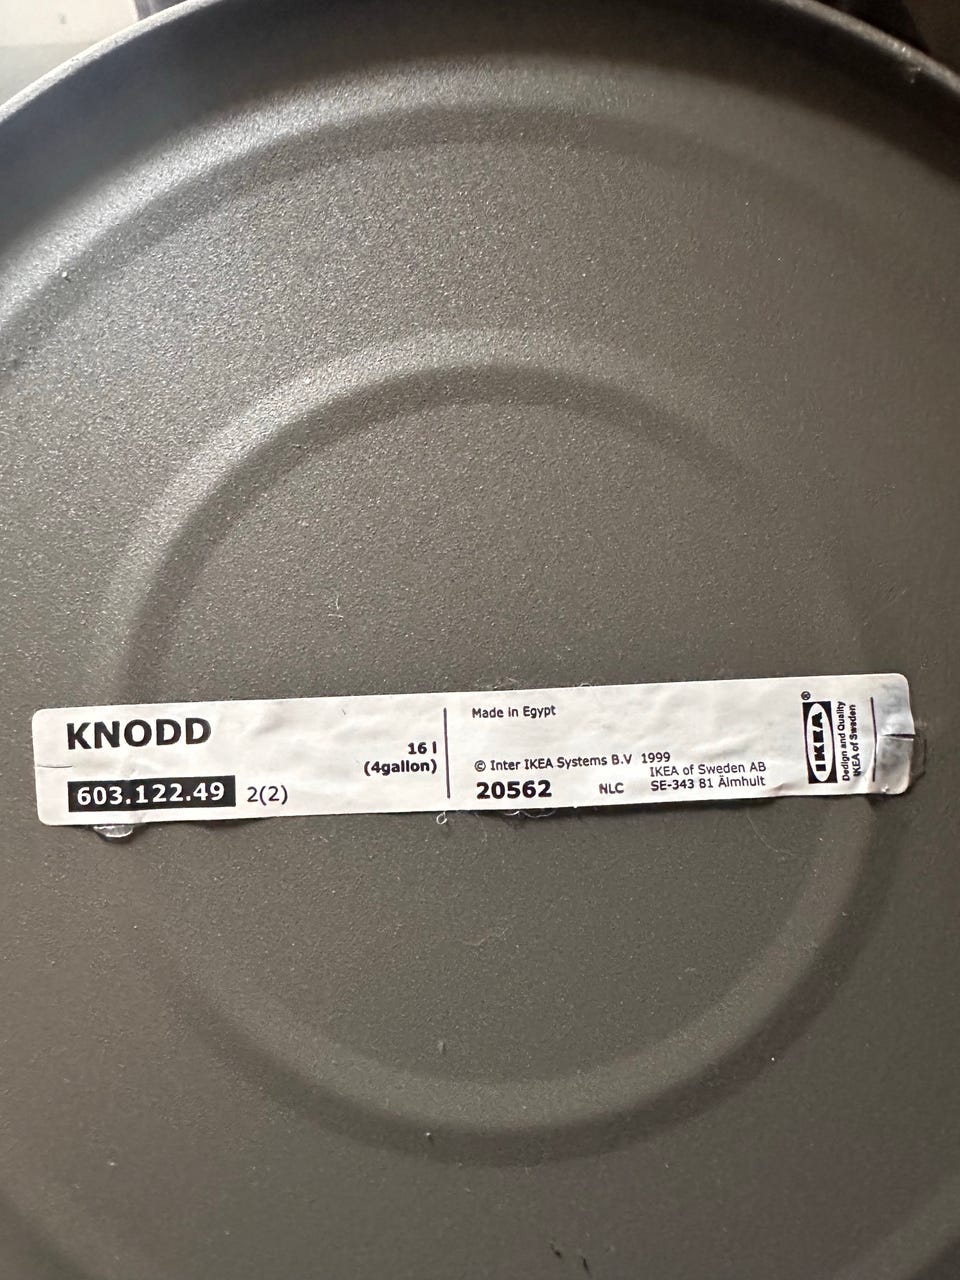 KNODD
16 l
(4gallon)
603.122.49 2(2)
Made in Egypt
© Inter IKEA Systems B.V 1999
20562 NLC
IKEA of Sweden AB
SE-343 81 Älmhult
IKEA®
Design and Quality
IKEA of Sweden